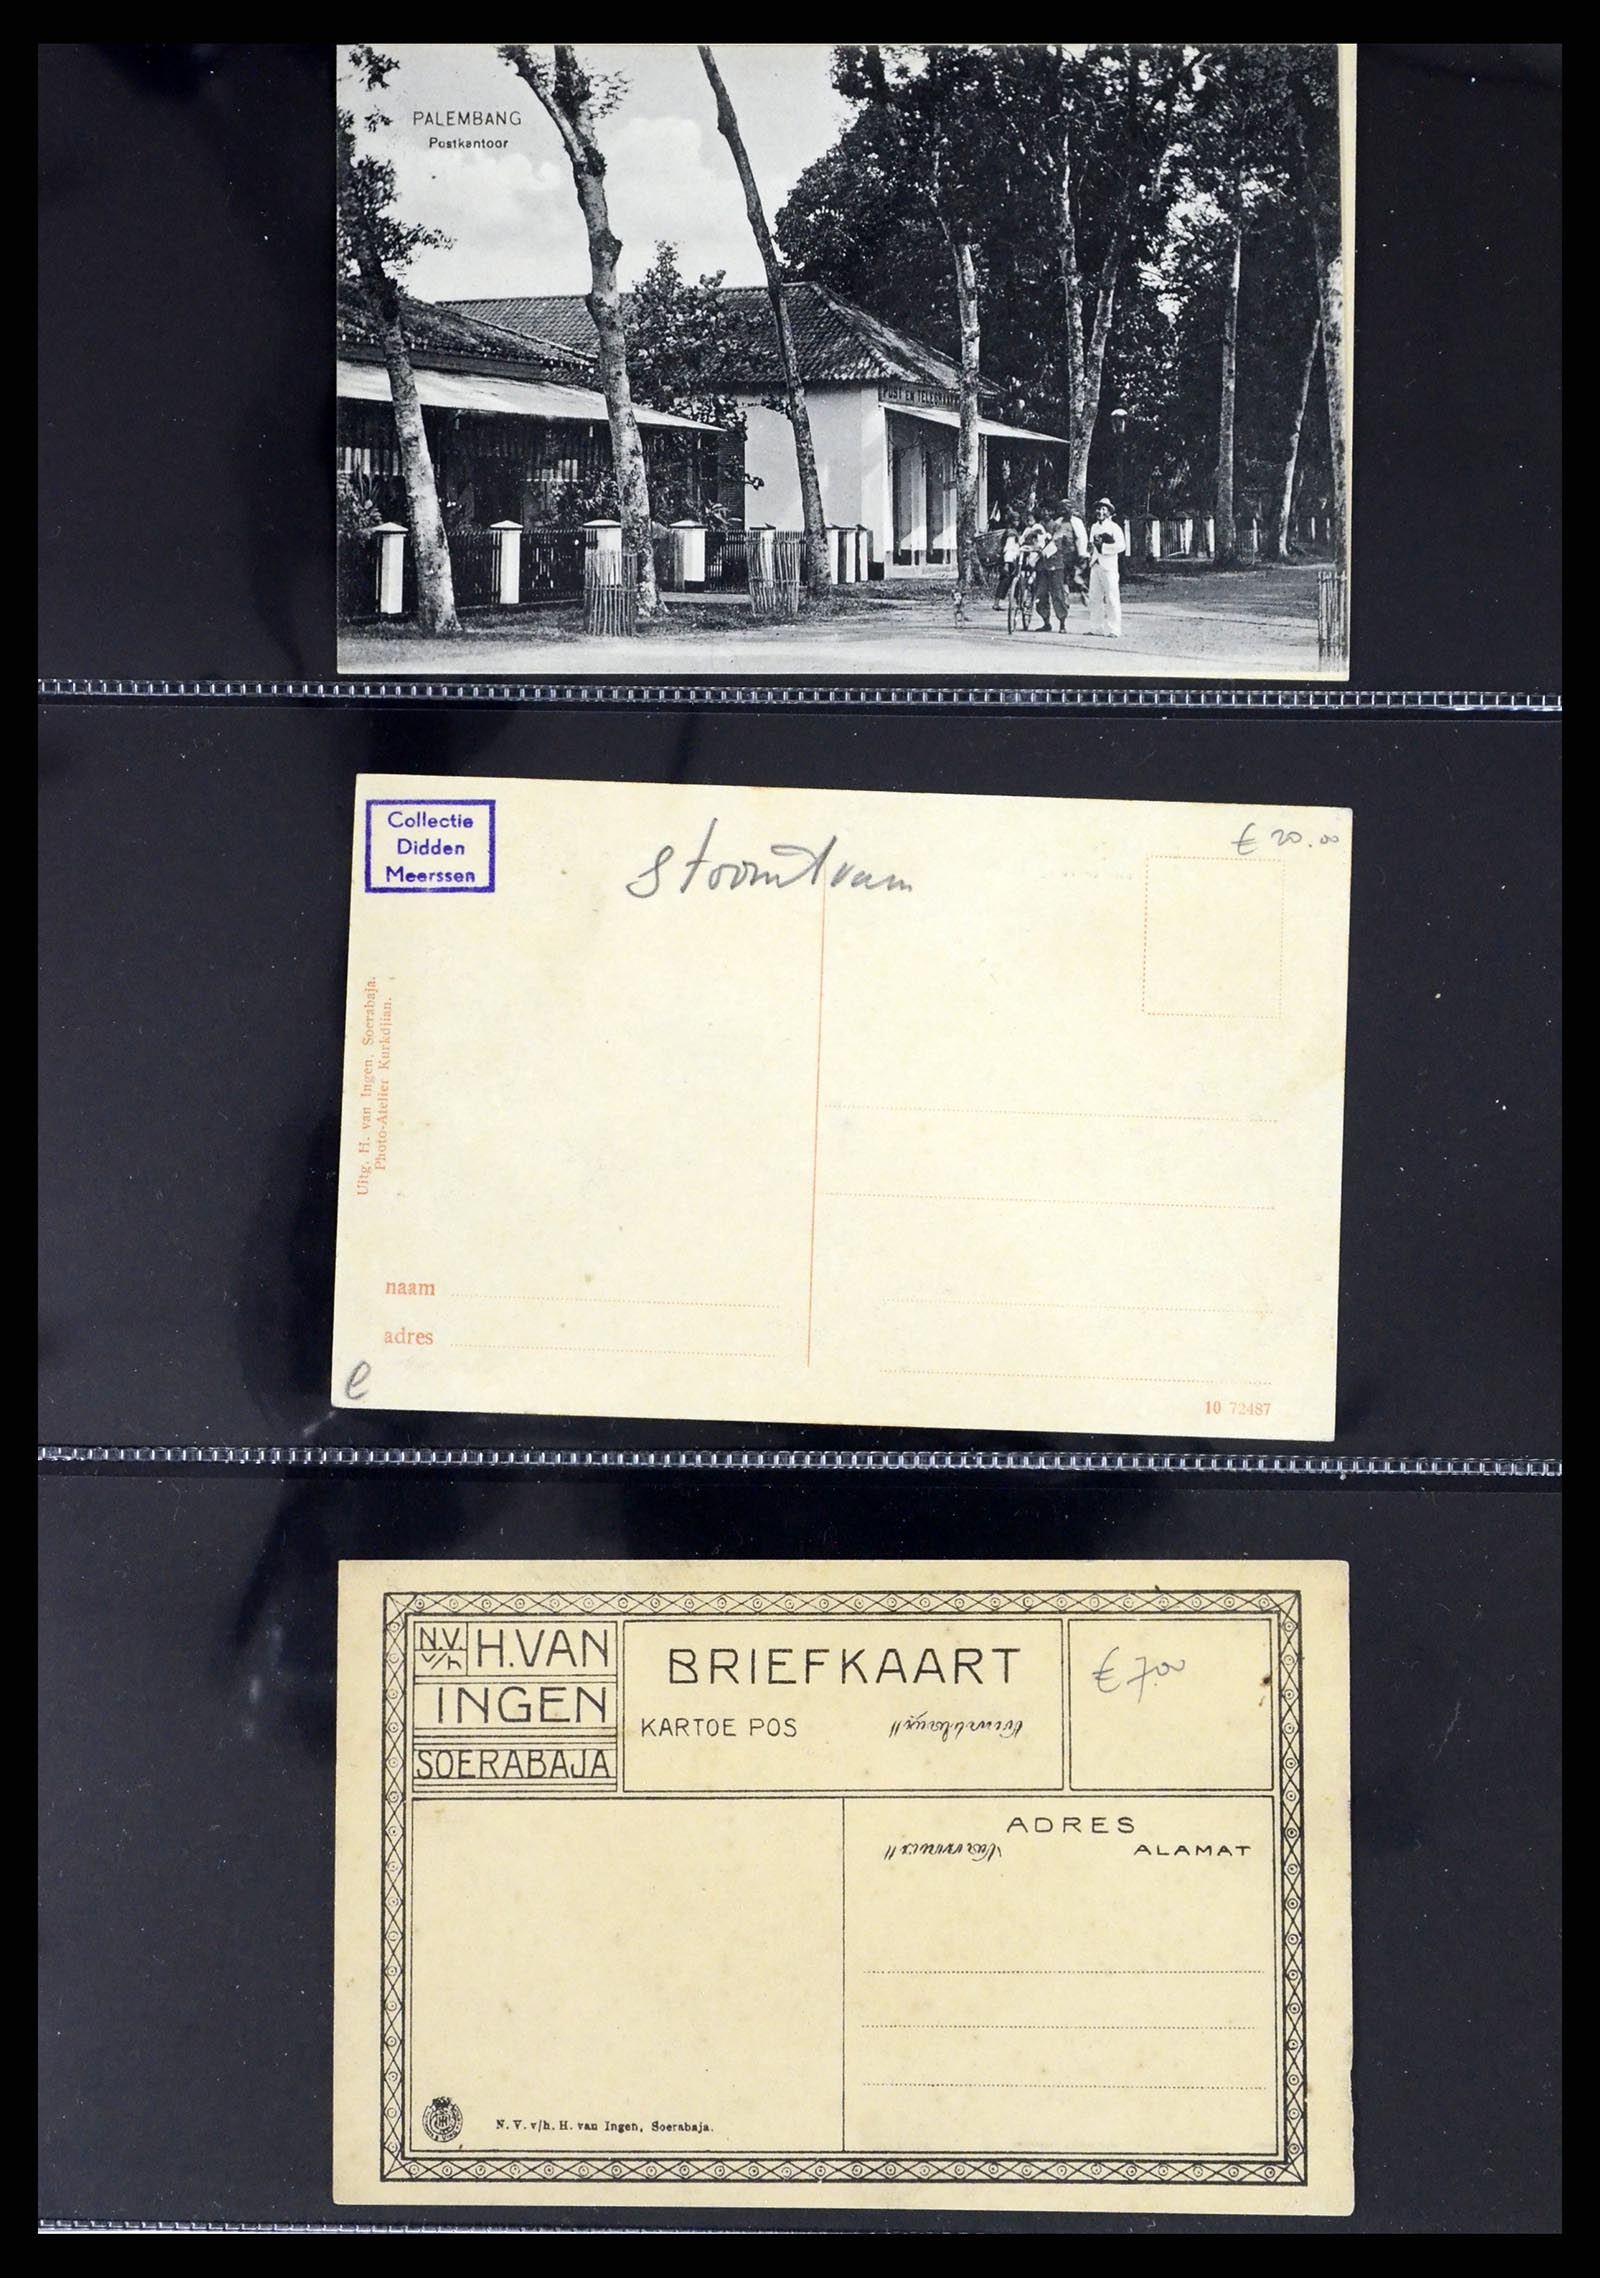 PALEMBANG
Postkantoor
POST EN TELEGRAAF
Collectie
Didden
Meerssen
stoomtram
€ 20.00
Uitg. H. van Ingen, Soerabaja.
Photo-Atelier Kurkdjian.
naam
adres
e
10 72487
N.V. v/h H.VAN
INGEN
SOERABAJA
BRIEFKAART
KARTOE POS
€ 7.00
ADRES
ALAMAT
N. V. v/h. H. van Ingen, Soerabaja.